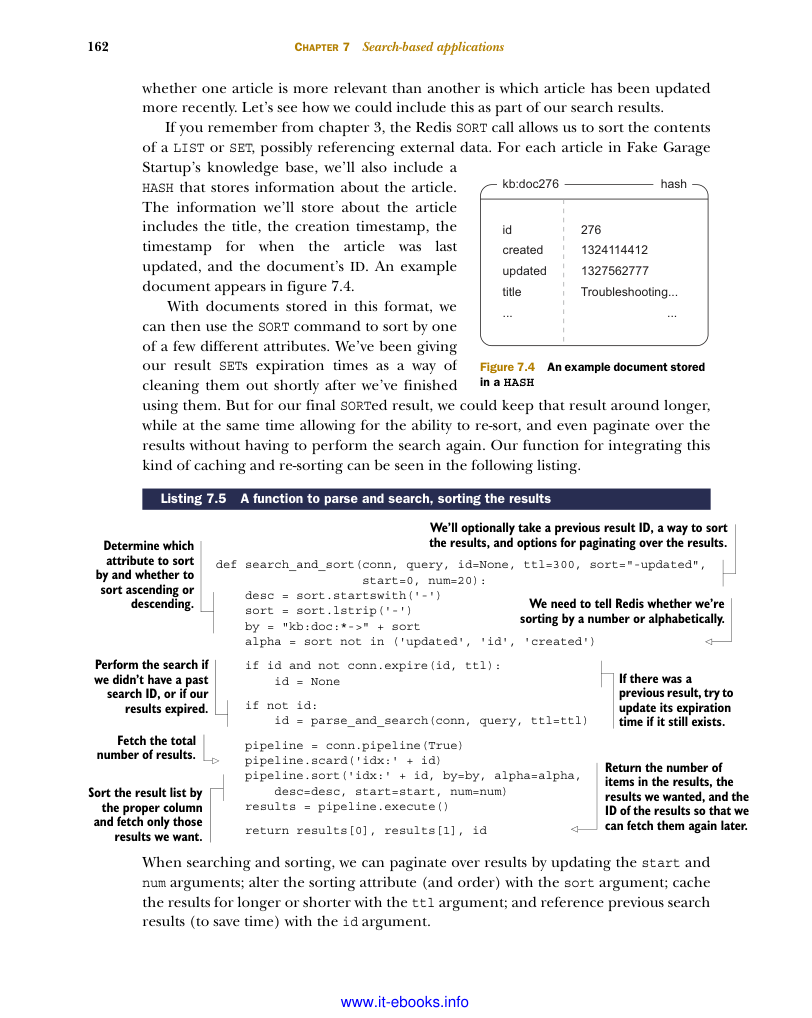 162
CHAPTER 7 Search-based applications
whether one article is more relevant than another is which article has been updated
more recently. Let's see how we could include this as part of our search results.
If you remember from chapter 3, the Redis SORT call allows us to sort the contents
of a LIST or SET, possibly referencing external data. For each article in Fake Garage
Startup's knowledge base, we'll also include a
HASH that stores information about the article.
The information we'll store about the article
includes the title, the creation timestamp, the
timestamp for when the article was last
updated, and the document's ID. An example
document appears in figure 7.4.
With documents stored in this format, we
can then use the SORT command to sort by one
of a few different attributes. We've been giving
our result SETs expiration times as a way of
cleaning them out shortly after we've finished
kb:doc276 hash
id 276
created 1324114412
updated 1327562777
title Troubleshooting...
... ...
Figure 7.4 An example document stored
in a HASH
using them. But for our final SORTed result, we could keep that result around longer,
while at the same time allowing for the ability to re-sort, and even paginate over the
results without having to perform the search again. Our function for integrating this
kind of caching and re-sorting can be seen in the following listing.
Listing 7.5 A function to parse and search, sorting the results
We'll optionally take a previous result ID, a way to sort
the results, and options for paginating over the results.
Determine which
attribute to sort
by and whether to
sort ascending or
descending.
def search_and_sort(conn, query, id=None, ttl=300, sort="-updated",
start=0, num=20):
desc = sort.startswith('-')
sort = sort.lstrip('-')
by = "kb:doc:*->" + sort
alpha = sort not in ('updated', 'id', 'created')
We need to tell Redis whether we're
sorting by a number or alphabetically.
Perform the search if
we didn't have a past
search ID, or if our
results expired.
if id and not conn.expire(id, ttl):
id = None
if not id:
id = parse_and_search(conn, query, ttl=ttl)
If there was a
previous result, try to
update its expiration
time if it still exists.
Fetch the total
number of results.
pipeline = conn.pipeline(True)
pipeline.scard('idx:' + id)
pipeline.sort('idx:' + id, by=by, alpha=alpha,
desc=desc, start=start, num=num)
results = pipeline.execute()
Sort the result list by
the proper column
and fetch only those
results we want.
return results[0], results[1], id
Return the number of
items in the results, the
results we wanted, and the
ID of the results so that we
can fetch them again later.
When searching and sorting, we can paginate over results by updating the start and
num arguments; alter the sorting attribute (and order) with the sort argument; cache
the results for longer or shorter with the ttl argument; and reference previous search
results (to save time) with the id argument.
www.it-ebooks.info